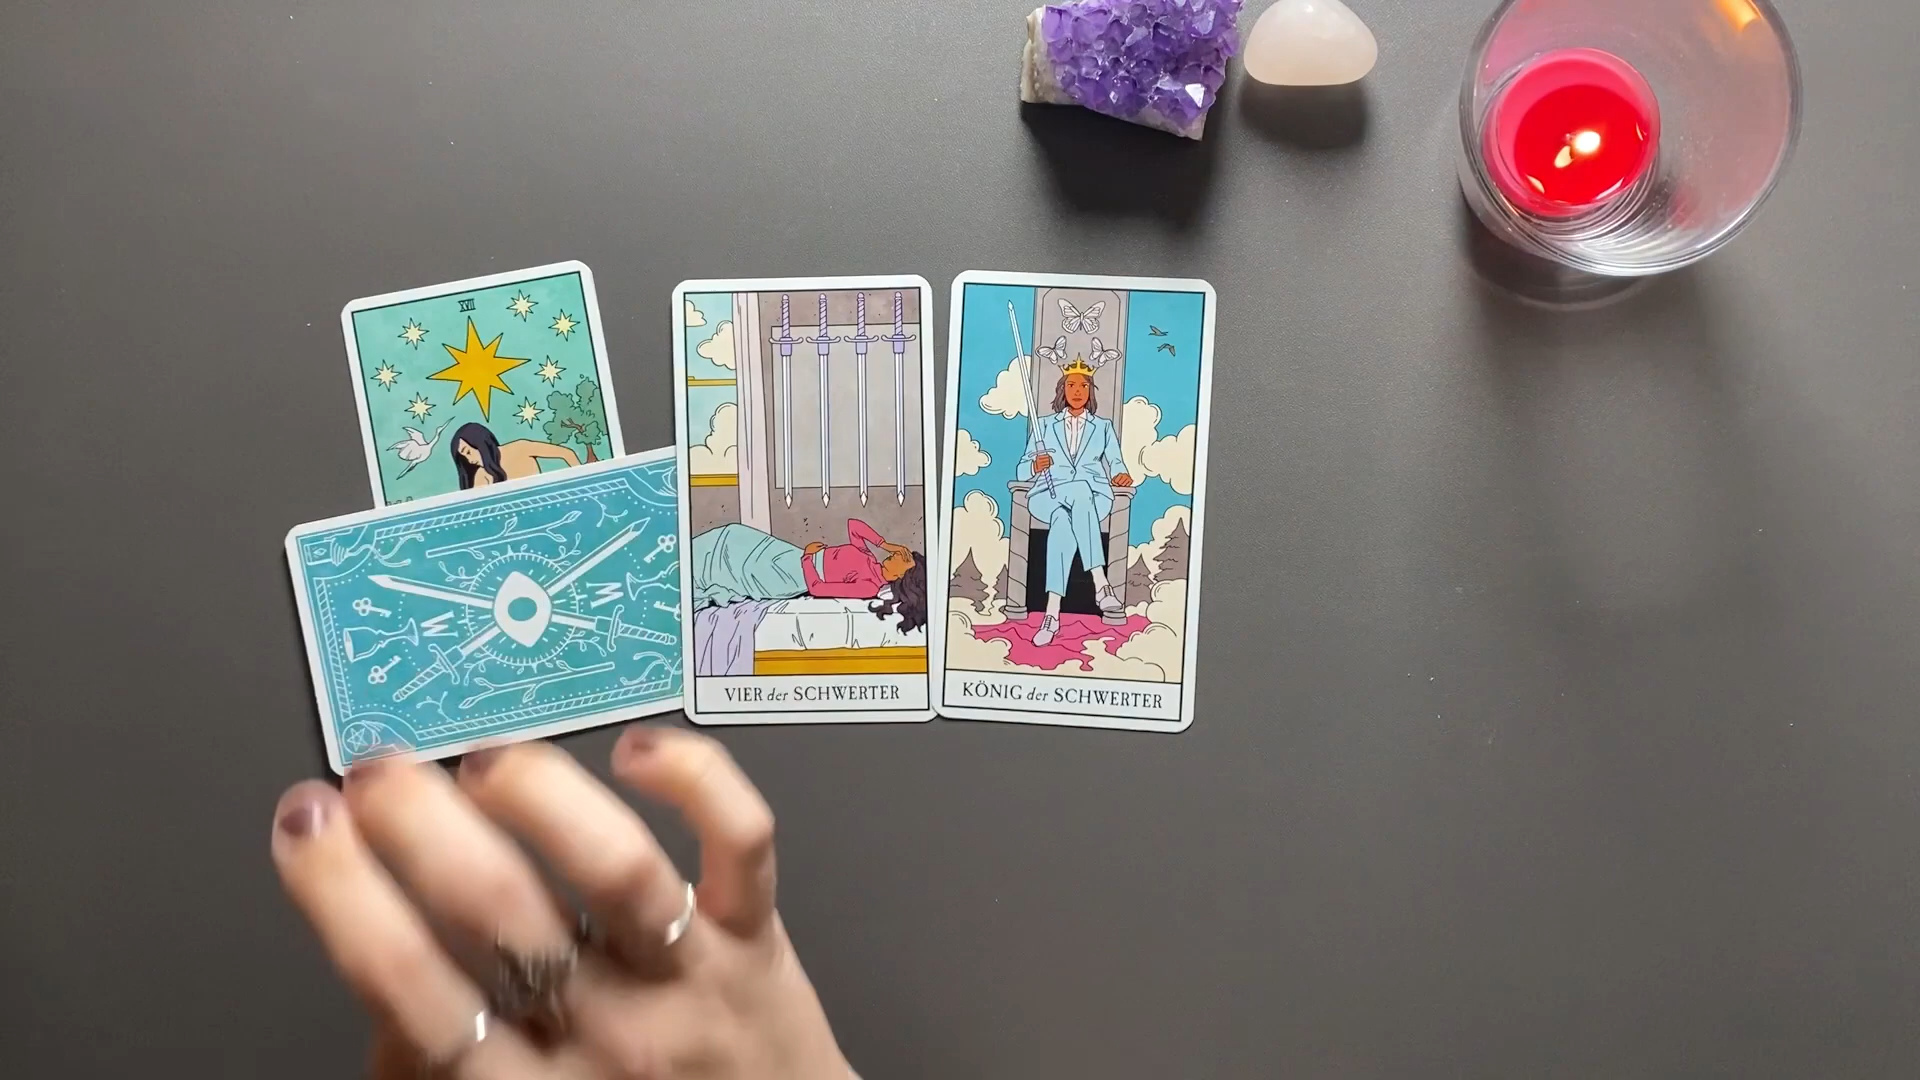 XVII
VIER der SCHWERTER
KÖNIG der SCHWERTER
M
M